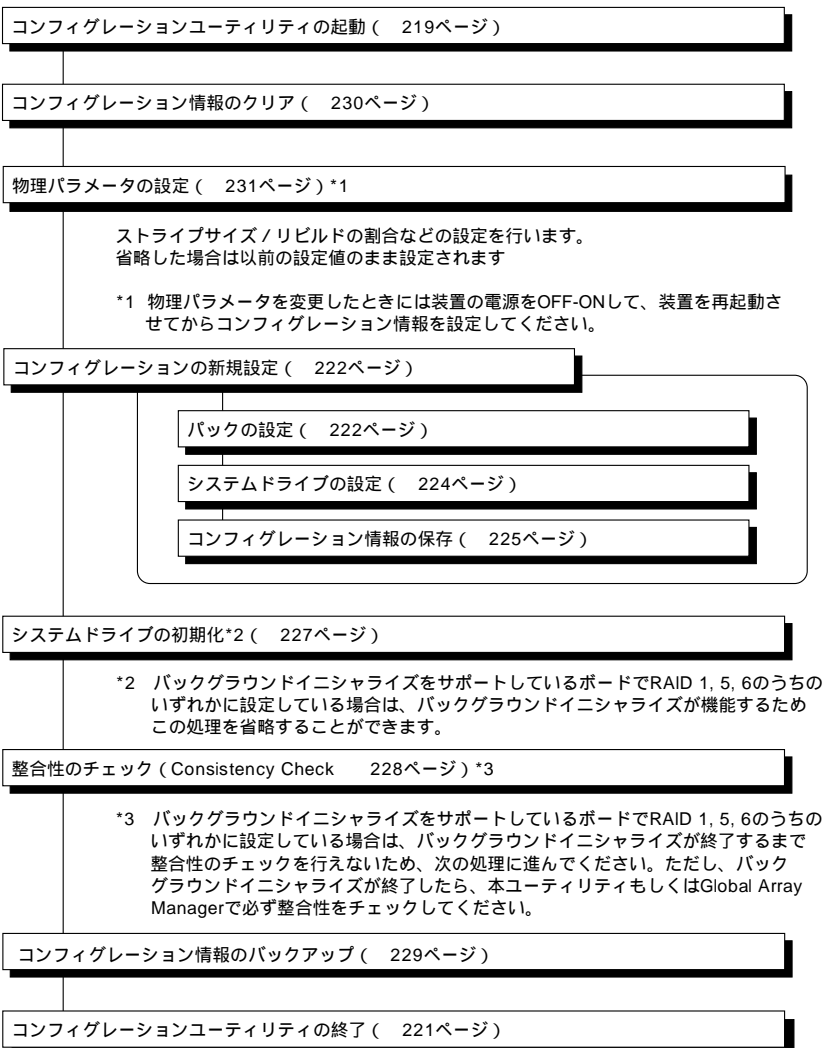 コンフィグレーションユーティリティの起動（　219ページ）
コンフィグレーション情報のクリア（　230ページ）
物理パラメータの設定（　231ページ）*1
ストライプサイズ／リビルドの割合などの設定を行います。
省略した場合は以前の設定値のまま設定されます
*1 物理パラメータを変更したときには装置の電源をOFF-ONして、装置を再起動さ
せてからコンフィグレーション情報を設定してください。
コンフィグレーションの新規設定（　222ページ）
パックの設定（　222ページ）
システムドライブの設定（　224ページ）
コンフィグレーション情報の保存（　225ページ）
システムドライブの初期化*2（　227ページ）
*2 バックグラウンドイニシャライズをサポートしているボードでRAID 1, 5, 6のうちの
いずれかに設定している場合は、バックグラウンドイニシャライズが機能するため
この処理を省略することができます。
整合性のチェック（Consistency Check　228ページ）*3
*3 バックグラウンドイニシャライズをサポートしているボードでRAID 1, 5, 6のうちの
いずれかに設定している場合は、バックグラウンドイニシャライズが終了するまで
整合性のチェックを行えないため、次の処理に進んでください。ただし、バック
グラウンドイニシャライズが終了したら、本ユーティリティもしくはGlobal Array
Managerで必ず整合性をチェックしてください。
コンフィグレーション情報のバックアップ（　229ページ）
コンフィグレーションユーティリティの終了（　221ページ）